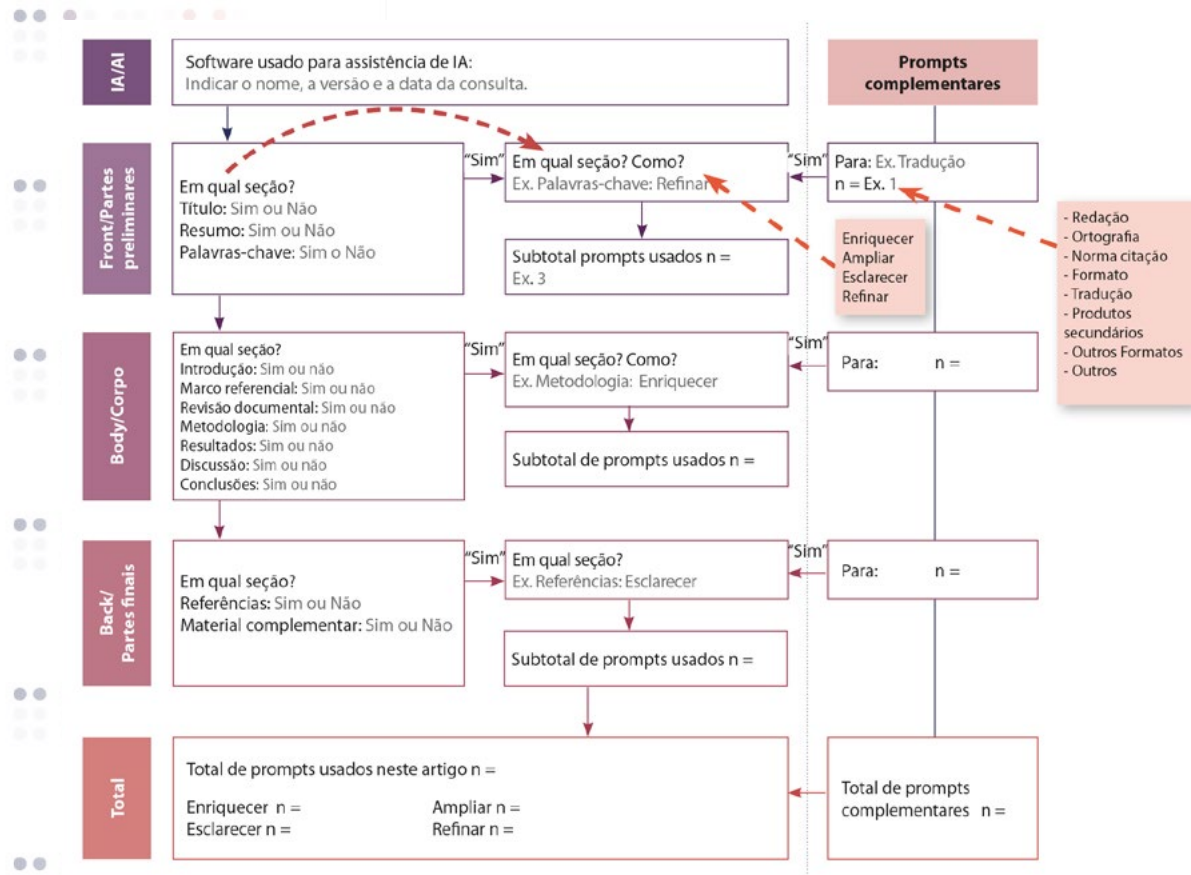 IA/AI
Software usado para assistência de IA:
Indicar o nome, a versão e a data da consulta.
Prompts
complementares
Front/Partes
preliminares
Em qual seção?
Título: Sim ou Não
Resumo: Sim ou Não
Palavras-chave: Sim o Não
“Sim”
Em qual seção? Como?
Ex. Palavras-chave: Refinar
Subtotal prompts usados n =
Ex. 3
“Sim”
Para: Ex. Tradução
n = Ex. 1
Enriquecer
Ampliar
Esclarecer
Refinar
- Redação
- Ortografia
- Norma citação
- Formato
- Tradução
- Produtos
secundários
- Outros Formatos
- Outros
Body/Corpo
Em qual seção?
Introdução: Sim ou não
Marco referencial: Sim ou não
Revisão documental: Sim ou não
Metodologia: Sim ou não
Resultados: Sim ou não
Discussão: Sim ou não
Conclusões: Sim ou não
“Sim”
Em qual seção? Como?
Ex. Metodologia: Enriquecer
Subtotal de prompts usados n =
“Sim”
Para: n =
Back/
Partes finais
Em qual seção?
Referências: Sim ou Não
Material complementar: Sim ou Não
“Sim”
Em qual seção?
Ex. Referências: Esclarecer
Subtotal de prompts usados n =
“Sim”
Para: n =
Total
Total de prompts usados neste artigo n =
Enriquecer n = Ampliar n =
Esclarecer n = Refinar n =
Total de prompts
complementares n =